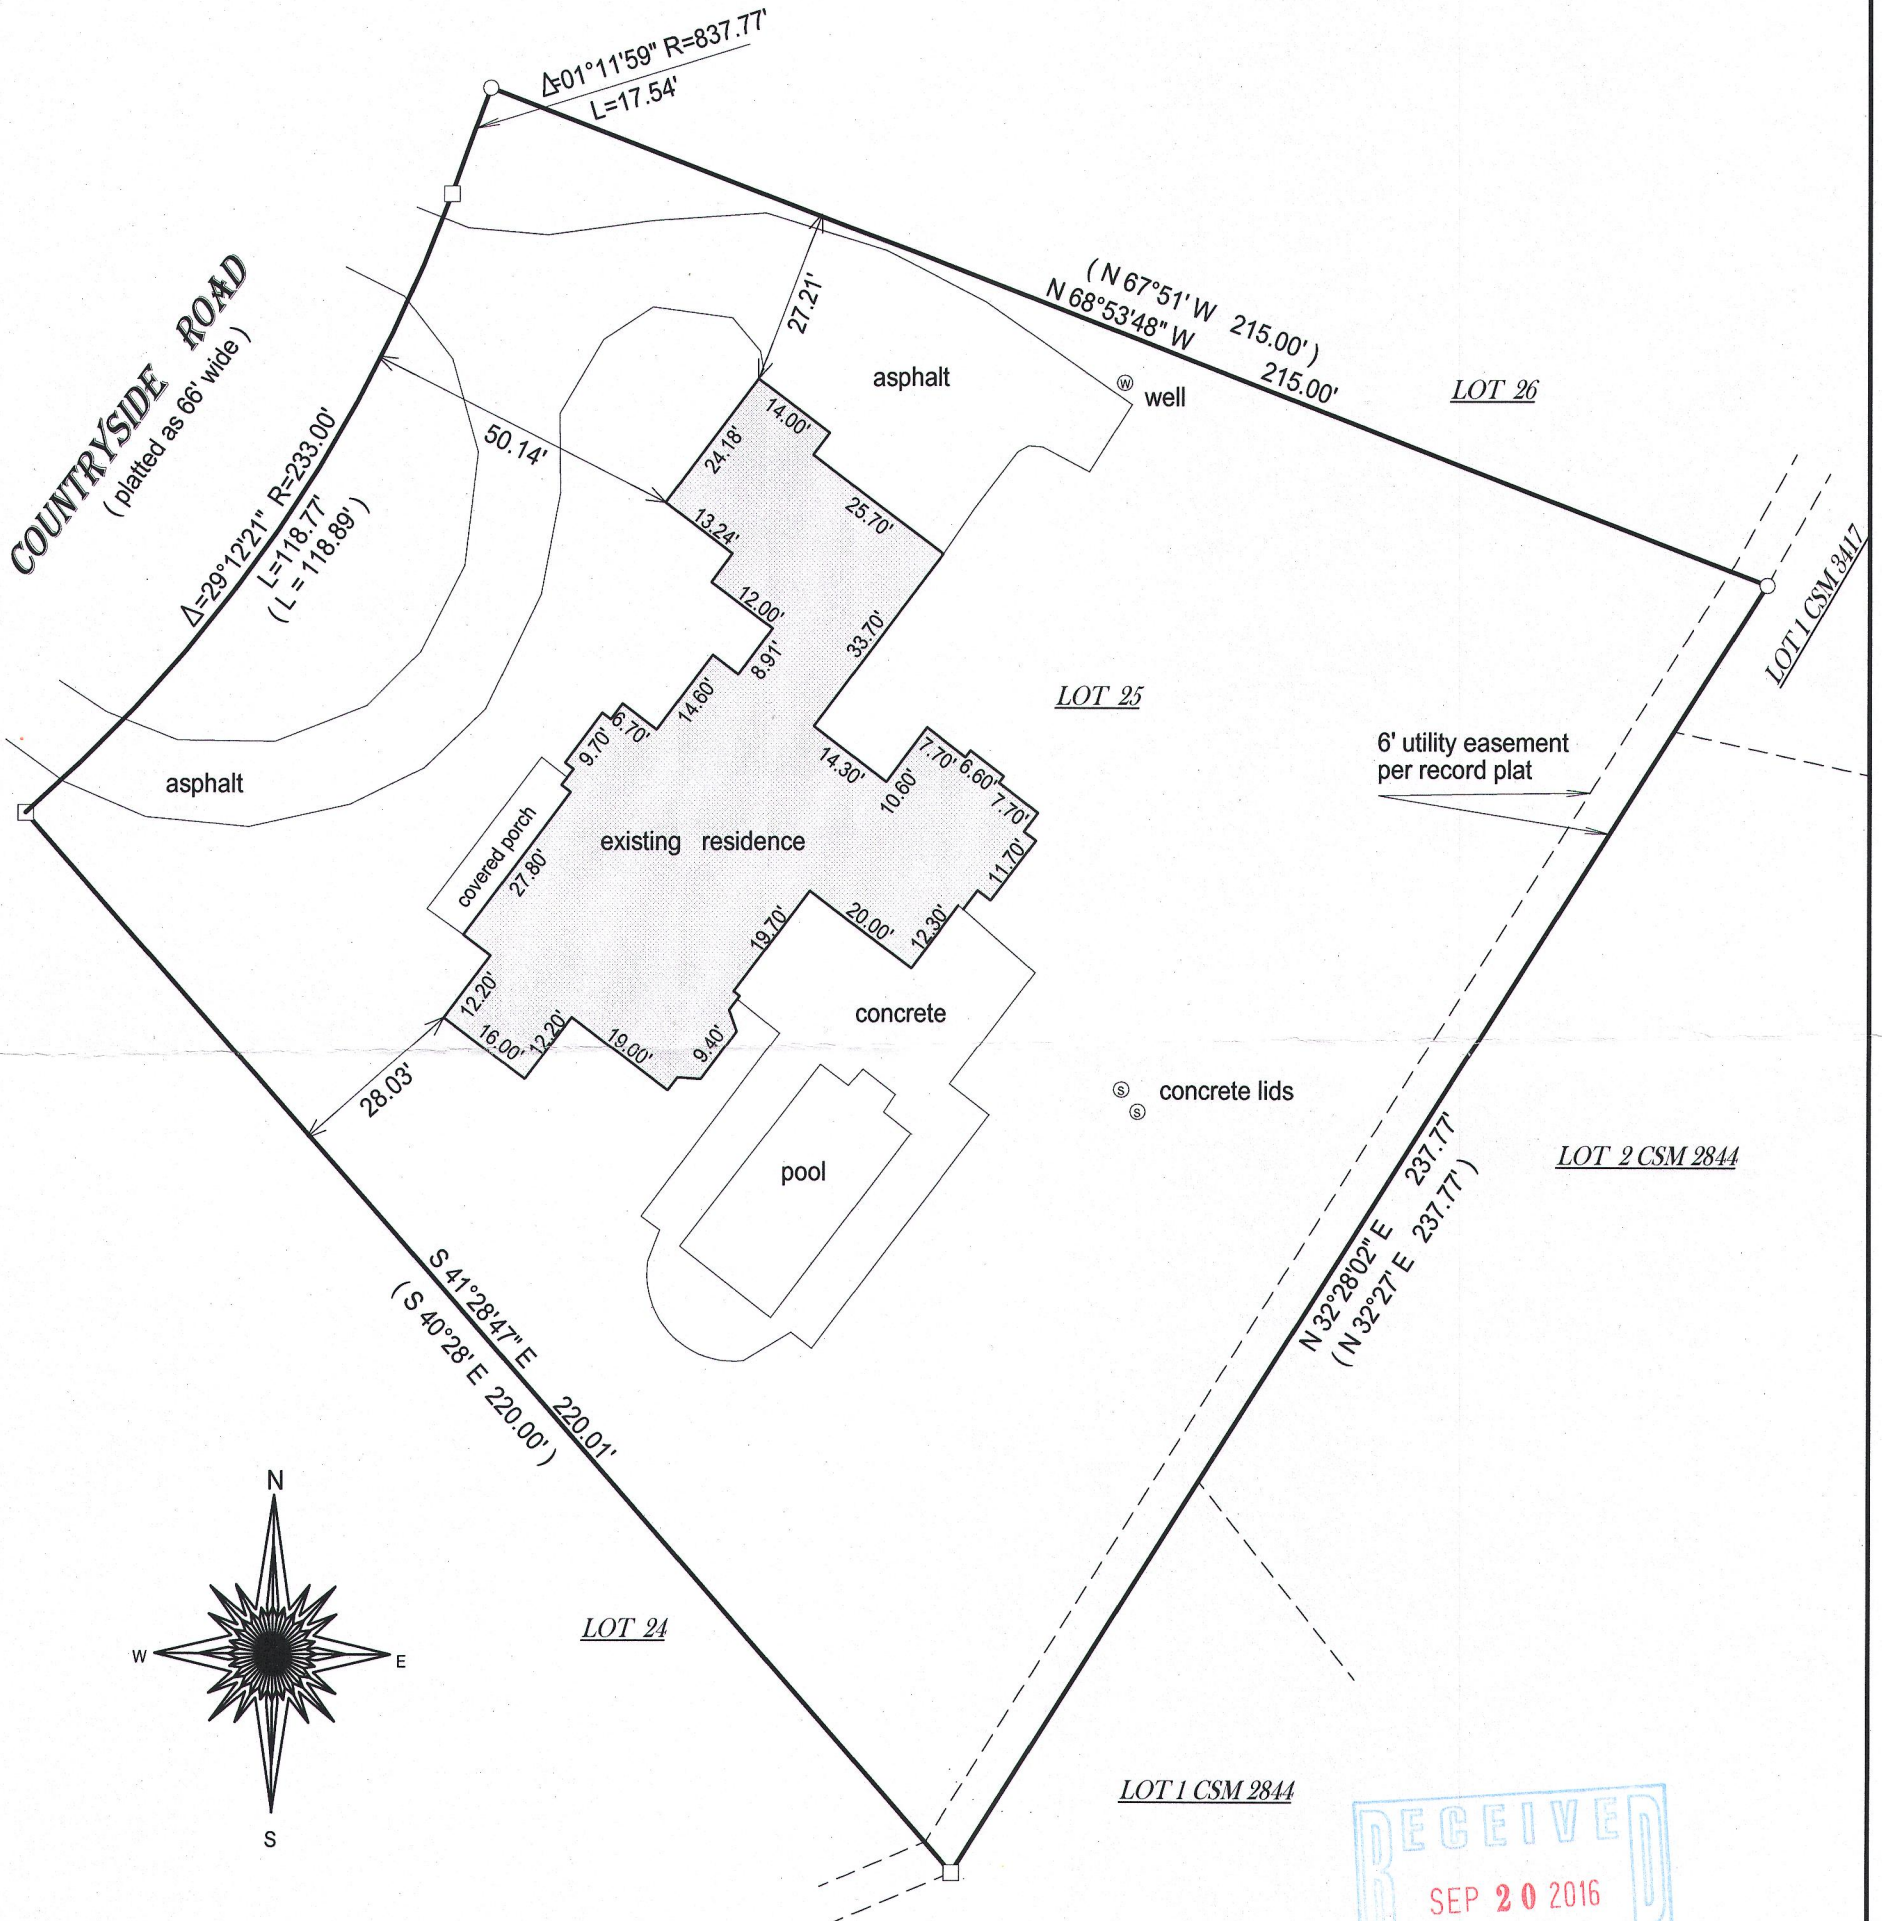 Δ=01°11'59" R=837.77'
L=17.54'
COUNTRYSIDE ROAD
( platted as 66' wide )
Δ=29°12'21" R=233.00'
L=118.77'
( L = 118.89' )
( N 67°51' W 215.00' )
N 68°53'48" W 215.00'
LOT 26
27.21'
asphalt
W
well
50.14'
14.00'
24.18'
25.70'
13.24'
12.00'
33.70'
8.91'
14.60'
6.70'
9.70'
LOT 25
LOT 1 CSM 3417
6' utility easement
per record plat
asphalt
14.30'
7.70'
6.60'
7.70'
10.60'
11.70'
covered porch
27.80'
existing residence
19.70'
20.00'
12.30'
12.20'
16.00'
12.20'
19.00'
9.40'
concrete
28.03'
S
S
concrete lids
pool
N 32°28'02" E 237.77'
( N 32°27' E 237.77' )
LOT 2 CSM 2844
S 41°28'47" E 220.01'
( S 40°28' E 220.00' )
N
W
E
S
LOT 24
LOT 1 CSM 2844
RECEIVED
SEP 20 2016